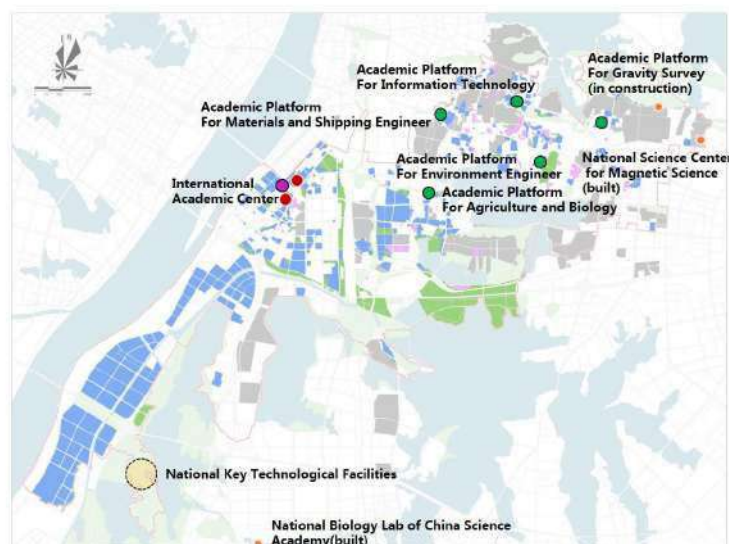 N
Academic Platform
For Gravity Survey
(in construction)
Academic Platform
For Information Technology
Academic Platform
For Materials and Shipping Engineer
Academic Platform
For Environment Engineer
National Science Center
for Magnetic Science
(built)
International
Academic Center
Academic Platform
For Agriculture and Biology
National Key Technological Facilities
National Biology Lab of China Science
Academy(built)